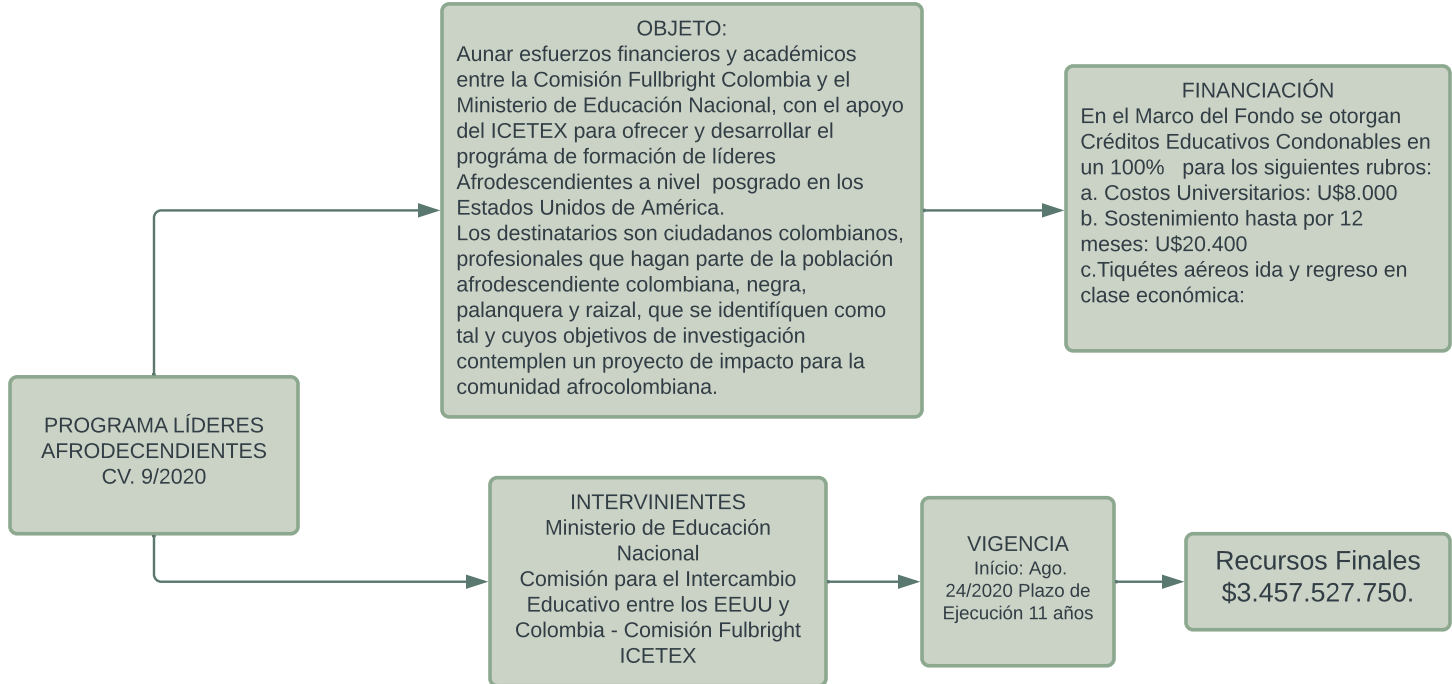 PROGRAMA LÍDERES
AFRODECENDIENTES
CV. 9/2020
OBJETO:
Aunar esfuerzos financieros y académicos
entre la Comisión Fullbright Colombia y el
Ministerio de Educación Nacional, con el apoyo
del ICETEX para ofrecer y desarrollar el
prográma de formación de líderes
Afrodescendientes a nivel  posgrado en los
Estados Unidos de América.
Los destinatarios son ciudadanos colombianos,
profesionales que hagan parte de la población
afrodescendiente colombiana, negra,
palanquera y raizal, que se identifíquen como
tal y cuyos objetivos de investigación
contemplen un proyecto de impacto para la
comunidad afrocolombiana.
FINANCIACIÓN
En el Marco del Fondo se otorgan
Créditos Educativos Condonables en
un 100%   para los siguientes rubros:
a. Costos Universitarios: U$8.000
b. Sostenimiento hasta por 12
meses: U$20.400
c.Tiquétes aéreos ida y regreso en
clase económica:
INTERVINIENTES
Ministerio de Educación
Nacional
Comisión para el Intercambio
Educativo entre los EEUU y
Colombia - Comisión Fulbright
ICETEX
VIGENCIA
Início: Ago.
24/2020 Plazo de
Ejecución 11 años
Recursos Finales
$3.457.527.750.